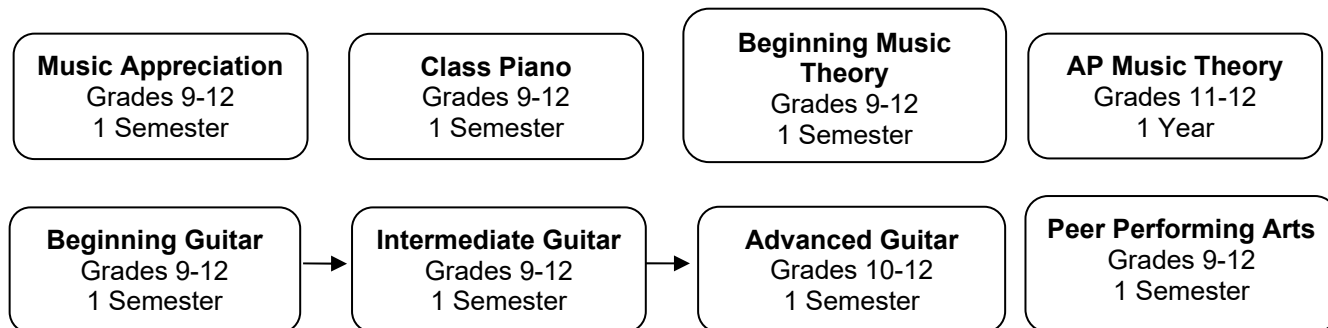 Music Appreciation
Grades 9-12
1 Semester
Class Piano
Grades 9-12
1 Semester
Beginning Music
Theory
Grades 9-12
1 Semester
AP Music Theory
Grades 11-12
1 Year
Beginning Guitar
Grades 9-12
1 Semester
Intermediate Guitar
Grades 9-12
1 Semester
Advanced Guitar
Grades 10-12
1 Semester
Peer Performing Arts
Grades 9-12
1 Semester